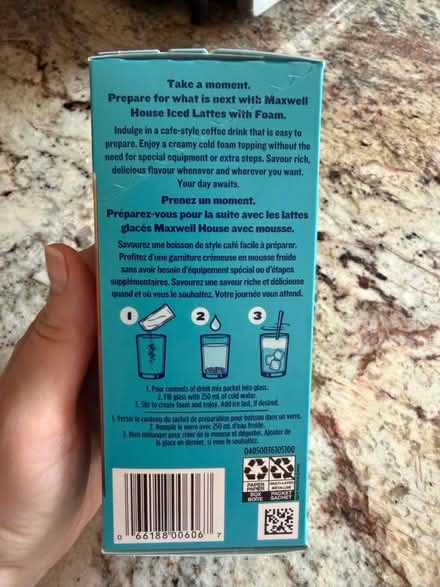 Take a moment.
Prepare for what is next with Maxwell
House Iced Lattes with Foam.
Indulge in a cafe-style coffee drink that is easy to
prepare. Enjoy a creamy cold foam topping without the
need for special equipment or extra steps. Savour rich,
delicious flavour whenever and wherever you want.
Your day awaits.
Prenez un moment.
Préparez-vous pour la suite avec les lattes
glacés Maxwell House avec mousse.
Savourez une boisson de style café facile à préparer.
Profitez d'une garniture crémeuse en mousse froide
sans avoir besoin d'équipement spécial ou d'étapes
supplémentaires. Savourez une saveur riche et délicieuse
quand et où vous le souhaitez. Votre journée vous attend.
1 2 3
1. Pour contents of drink mix packet into glass.
2. Fill glass with 250 mL of cold water.
3. Stir to create foam and enjoy. Add ice last, if desired.
1. Verser le contenu du sachet de préparation pour boisson dans un verre.
2. Remplir le verre avec 250 mL d'eau froide.
3. Bien mélanger pour créer de la mousse et déguster. Ajouter de
la glace en dernier, si vous le souhaitez.
04050036305100
PAPER
PAPIER
BOX
BOÎTE
MULTI-LAYER
PACKET
SACHET
0 66188 00606 7